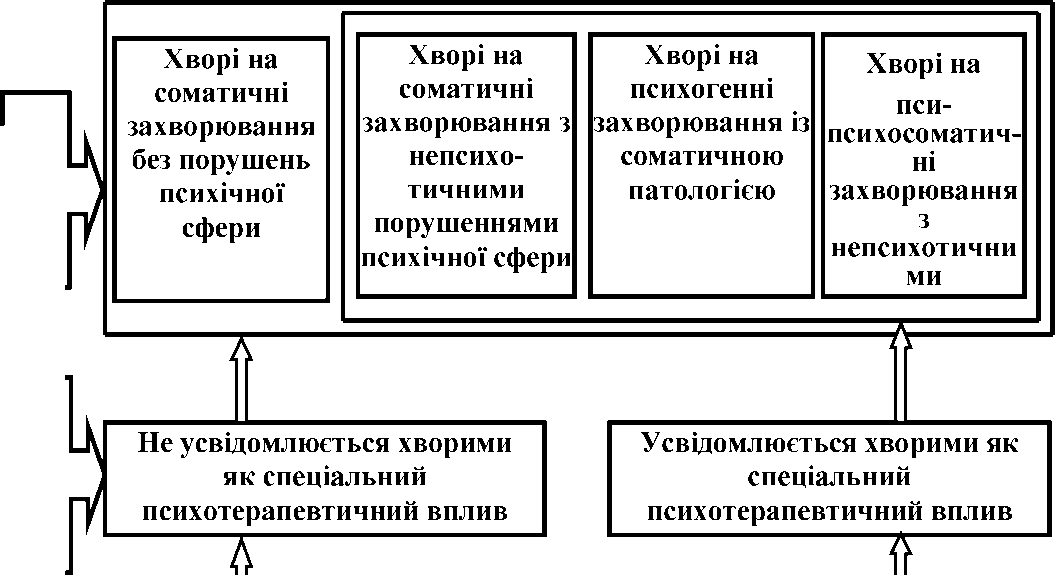 Хворі на
соматичні
захворювання
без порушень
психічної
сфери
Хворі на
соматичні
захворювання з
непсихо-
тичними
порушеннями
психічної сфери
Хворі на
психогенні
захворювання із
соматичною
патологією
Хворі на
пси-
психосоматич-
ні
захворювання
з
непсихотични
ми
Не усвідомлюється хворими
як спеціальний
психотерапевтичний вплив
Усвідомлюється хворими як
спеціальний
психотерапевтичний вплив